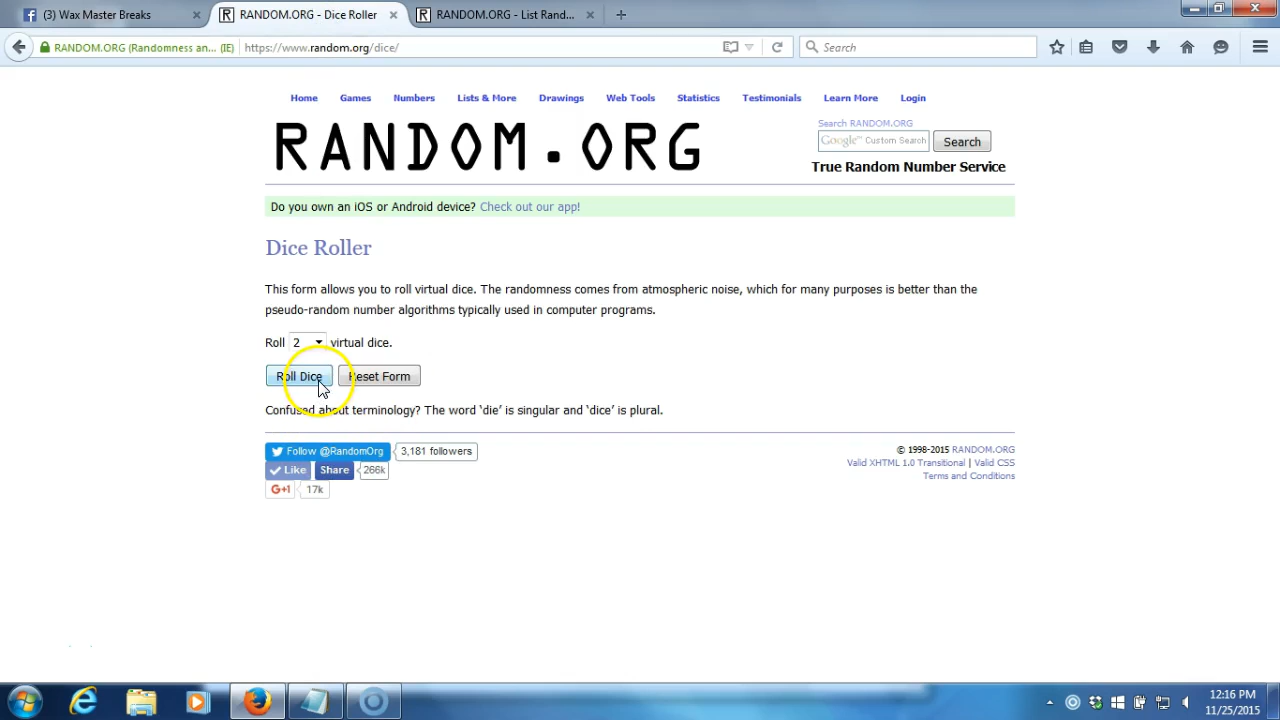 (3) Wax Master Breaks
RANDOM.ORG - Dice Roller
RANDOM.ORG - List Rand...
RANDOM.ORG (Randomness an... (IE)
https://www.random.org/dice/
Search
Home Games Numbers Lists & More Drawings Web Tools Statistics Testimonials Learn More Login
RANDOM.ORG
Search RANDOM.ORG
Google™ Custom Search
Search
True Random Number Service
Do you own an iOS or Android device? Check out our app!
Dice Roller
This form allows you to roll virtual dice. The randomness comes from atmospheric noise, which for many purposes is better than the
pseudo-random number algorithms typically used in computer programs.
Roll 2 virtual dice.
Roll Dice Reset Form
Confused about terminology? The word ‘die’ is singular and ‘dice’ is plural.
Follow @RandomOrg 3,181 followers
Like Share 266k
G+1 17k
© 1998-2015 RANDOM.ORG
Valid XHTML 1.0 Transitional | Valid CSS
Terms and Conditions
12:16 PM
11/25/2015